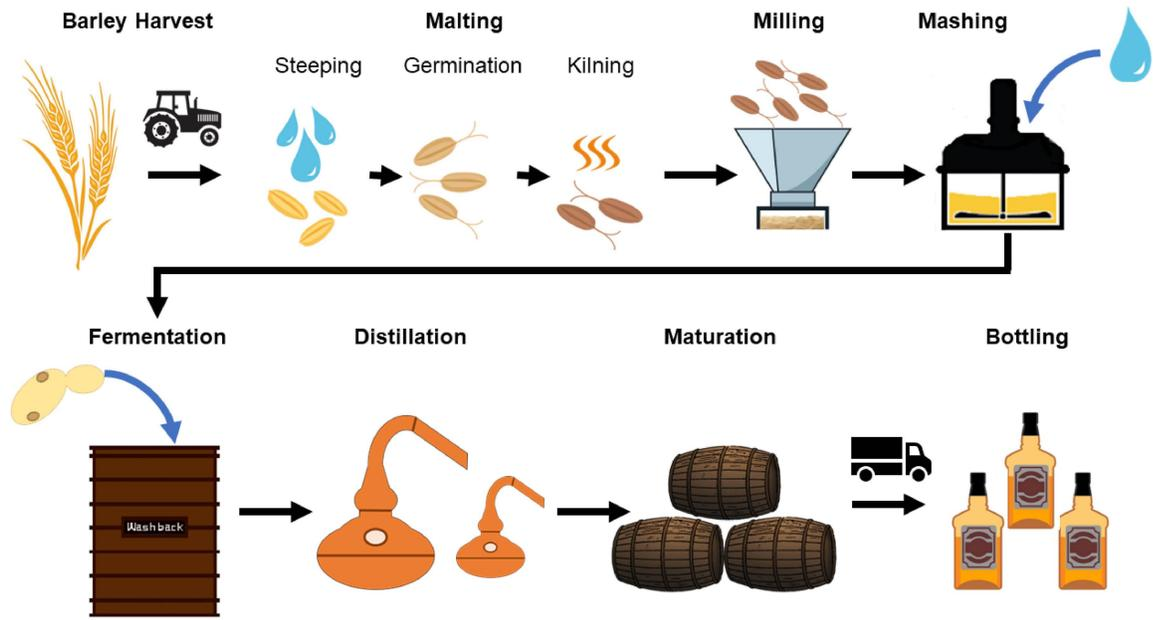 Barley Harvest
Malting
Milling
Mashing
Steeping
Germination
Kilning
Fermentation
Distillation
Maturation
Bottling
Washback